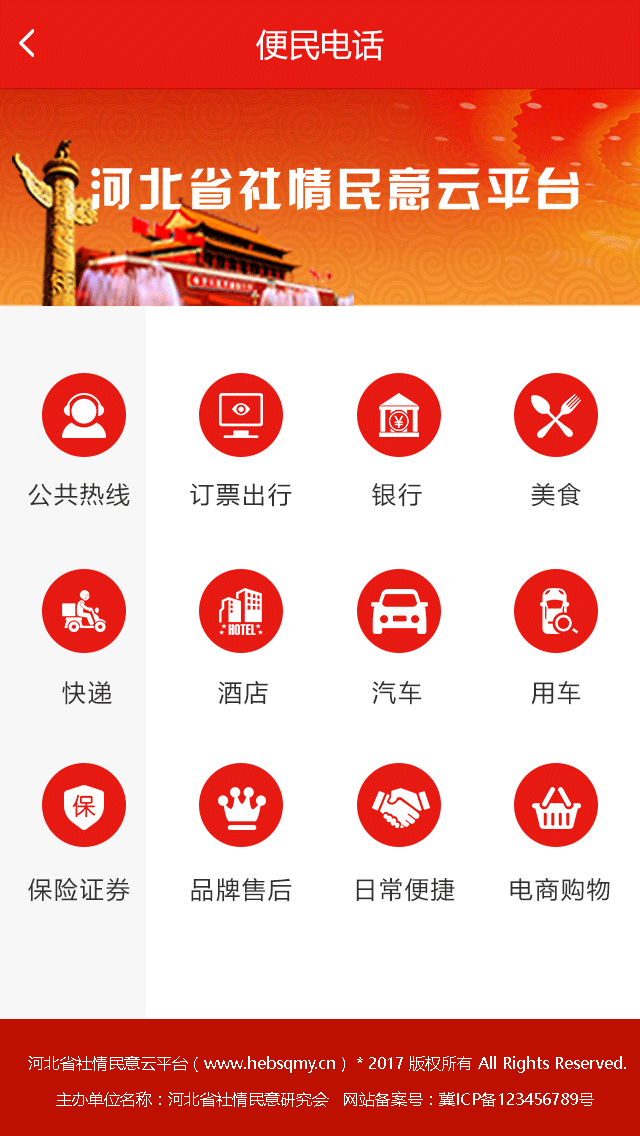 便民电话
河北省社情民意云平台
公共热线 订票出行 银行 美食
HOTEL
快递 酒店 汽车 用车
保
保险证券 品牌售后 日常便捷 电商购物
河北省社情民意云平台（www.hebsqmy.cn）* 2017 版权所有 All Rights Reserved.
主办单位名称：河北省社情民意研究会 网站备案号：冀ICP备123456789号